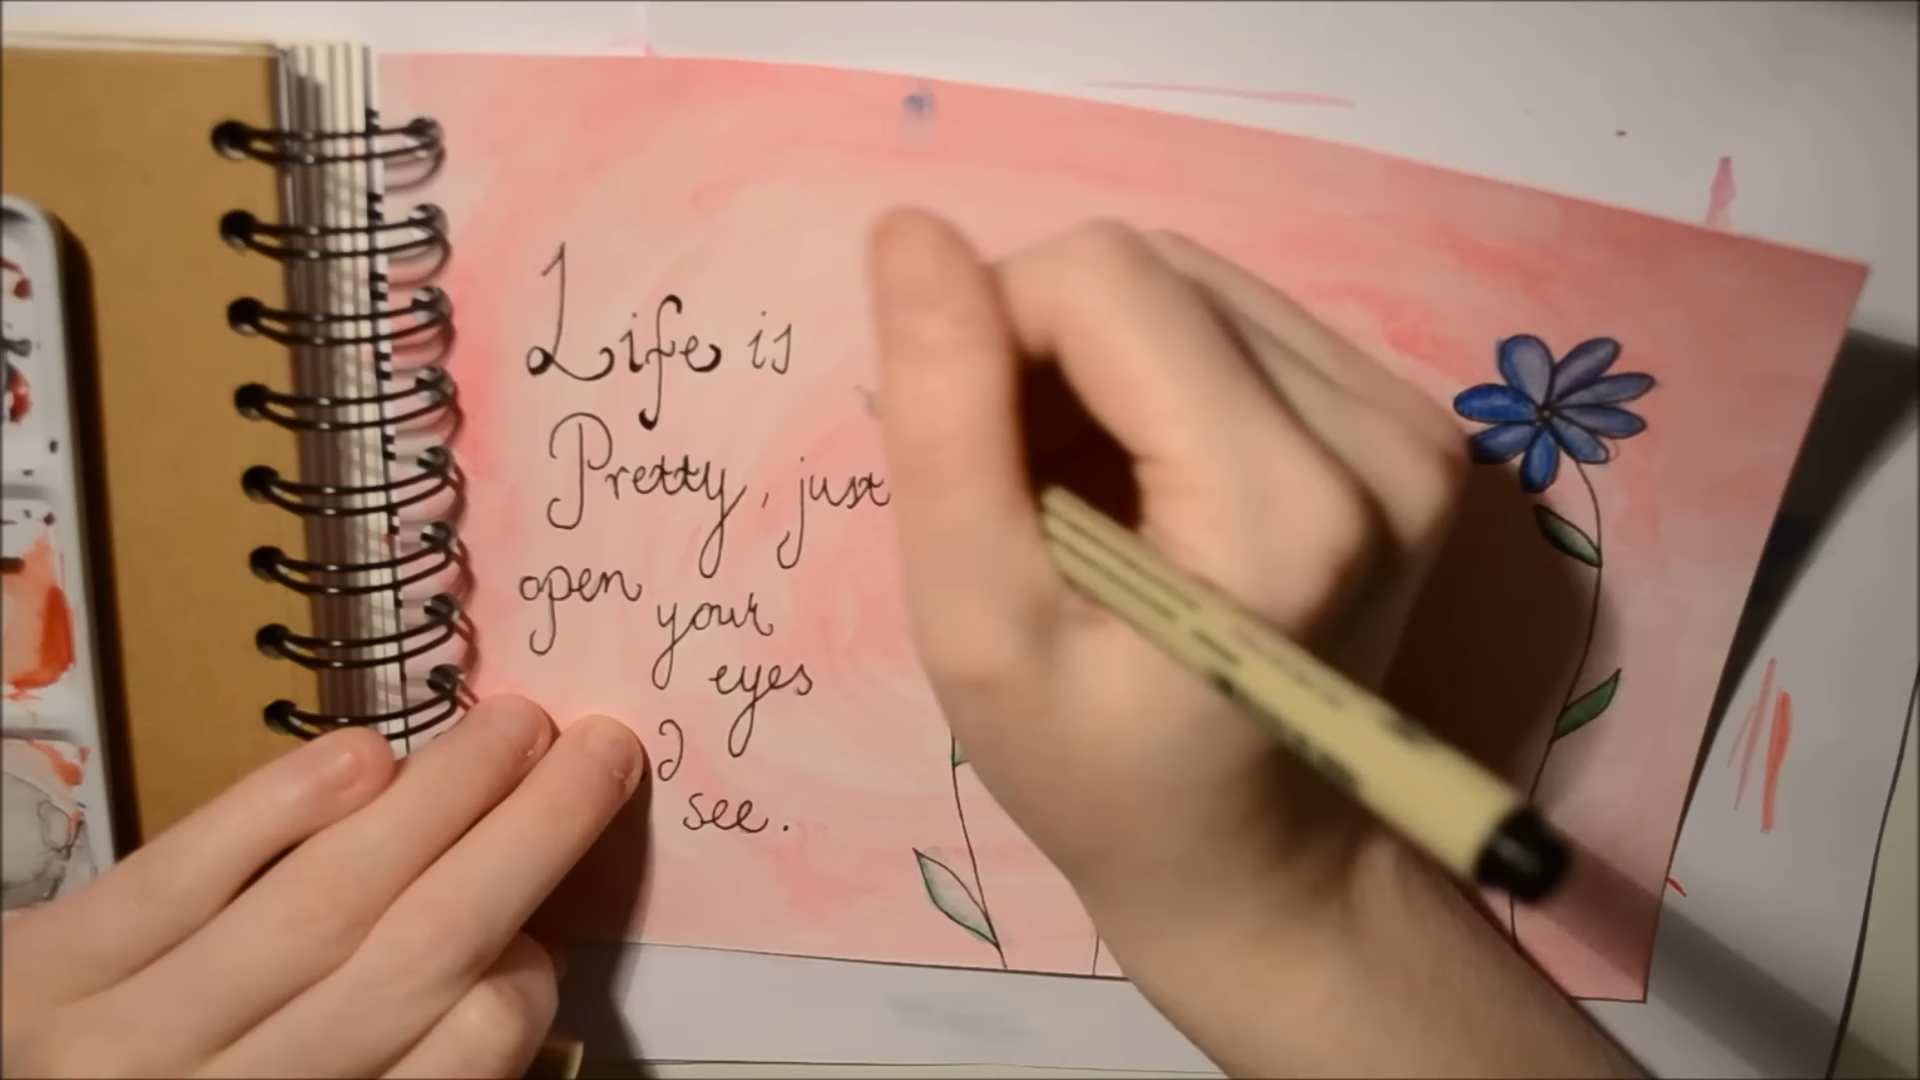 Life is
Pretty, just
open your
eyes
&
see.